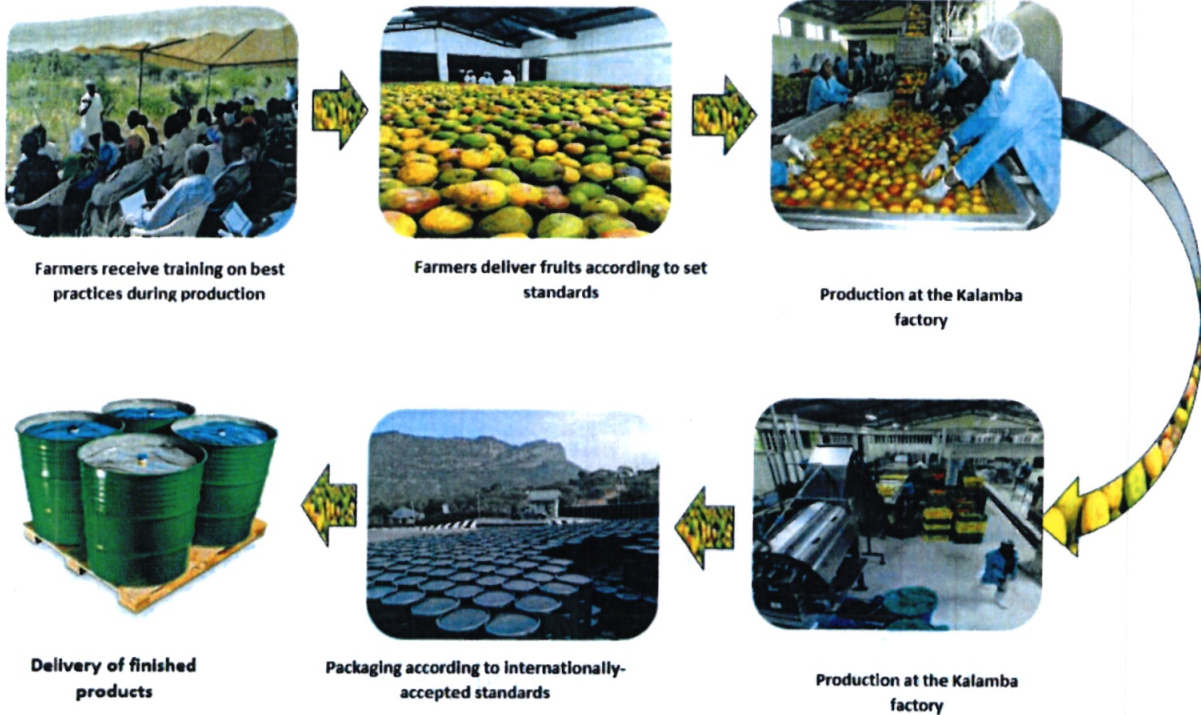 Farmers receive training on best
practices during production
Farmers deliver fruits according to set
standards
Production at the Kalamba
factory
Production at the Kalamba
factory
Packaging according to internationally-
accepted standards
Delivery of finished
products